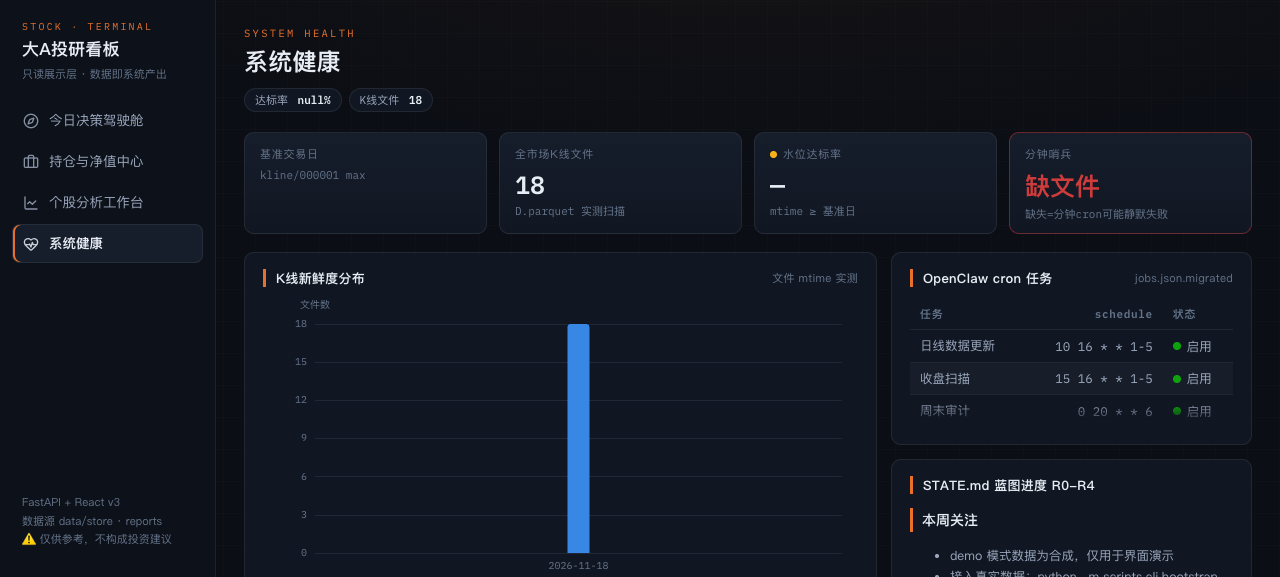 STOCK · TERMINAL
大A投研看板
只读展示层 · 数据即系统产出
今日决策驾驶舱
持仓与净值中心
个股分析工作台
系统健康
FastAPI + React v3
数据源 data/store · reports
⚠️ 仅供参考，不构成投资建议
SYSTEM HEALTH
系统健康
达标率 null%
K线文件 18
基准交易日
kline/000001 max
全市场K线文件
18
D.parquet 实测扫描
水位达标率
—
mtime ≥ 基准日
分钟哨兵
缺文件
缺失=分钟cron可能静默失败
K线新鲜度分布
文件 mtime 实测
文件数
18
15
12
9
6
3
0
2026-11-18
OpenClaw cron 任务
jobs.json.migrated
任务 schedule 状态
日线数据更新 10 16 * * 1-5 启用
收盘扫描 15 16 * * 1-5 启用
周末审计 0 20 * * 6 启用
STATE.md 蓝图进度 R0–R4
本周关注
• demo 模式数据为合成，仅用于界面演示
• 接入真实数据：python -m scripts.cli bootstrap